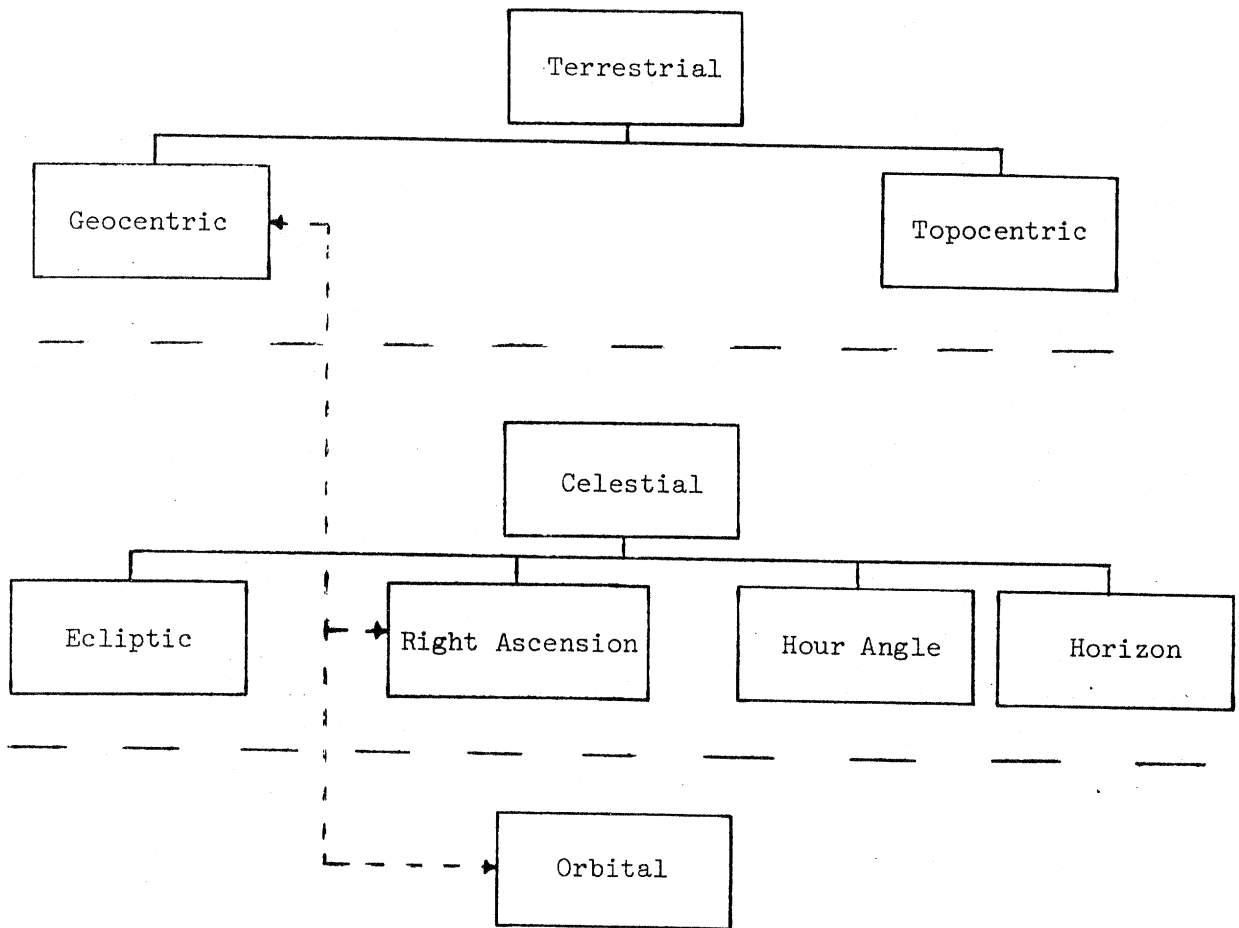 Terrestrial
Geocentric
Topocentric
Celestial
Ecliptic
Right Ascension
Hour Angle
Horizon
Orbital